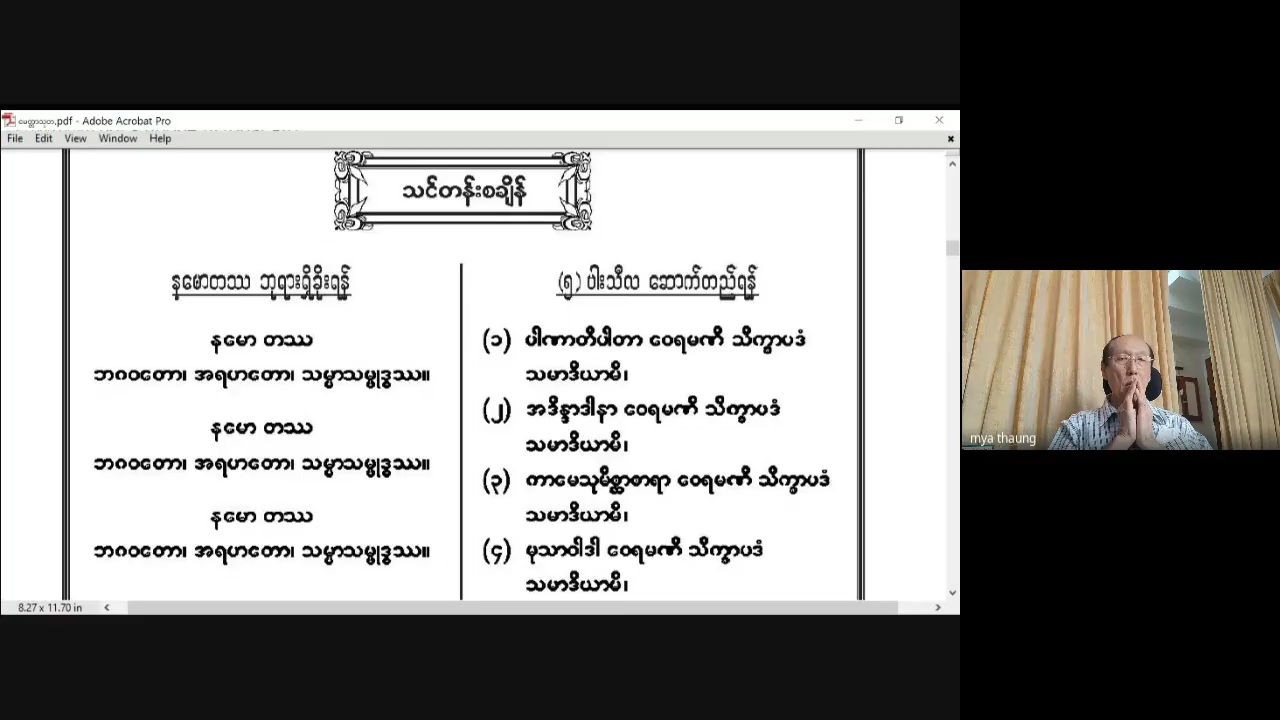 မေတ္တာသုတ်.pdf - Adobe Acrobat Pro
File Edit View Window Help
သင်တန်းစချိန်
နမောတဿ ဘုရားရှိခိုးရန်
နမော တဿ
ဘဂဝတော၊ အရဟတော၊ သမ္မာသမ္ဗုဒ္ဓဿ။
နမော တဿ
ဘဂဝတော၊ အရဟတော၊ သမ္မာသမ္ဗုဒ္ဓဿ။
နမော တဿ
ဘဂဝတော၊ အရဟတော၊ သမ္မာသမ္ဗုဒ္ဓဿ။
(၅) ပါးသီလ ဆောက်တည်ရန်
(၁) ပါဏာတိပါတာ ဝေရမဏိ သိက္ခာပဒံ
သမာဒိယာမိ၊
(၂) အဒိန္နာဒါနာ ဝေရမဏိ သိက္ခာပဒံ
သမာဒိယာမိ၊
(၃) ကာမေသုမိစ္ဆာစာရာ ဝေရမဏိ သိက္ခာပဒံ
သမာဒိယာမိ၊
(၄) မုသာဝါဒါ ဝေရမဏိ သိက္ခာပဒံ
သမာဒိယာမိ၊
8.27 x 11.70 in
mya thaung